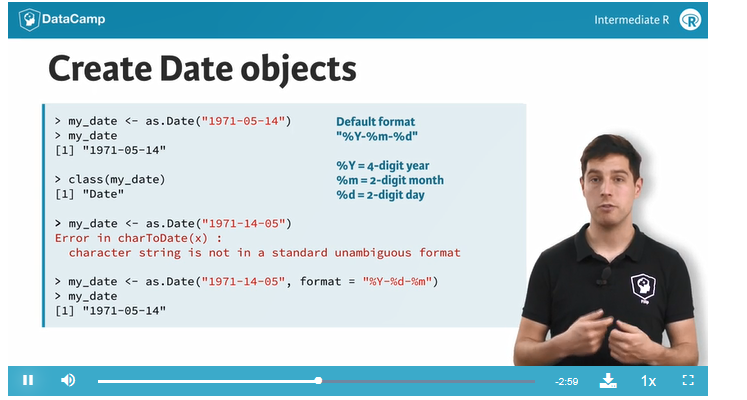 DataCamp
Intermediate R
Create Date objects
> my_date <- as.Date("1971-05-14")
> my_date
[1] "1971-05-14"
> class(my_date)
[1] "Date"
> my_date <- as.Date("1971-14-05")
Error in charToDate(x) :
character string is not in a standard unambiguous format
> my_date <- as.Date("1971-14-05", format = "%Y-%d-%m")
> my_date
[1] "1971-05-14"
Default format
"%Y-%m-%d"
%Y = 4-digit year
%m = 2-digit month
%d = 2-digit day
-2:59
1x